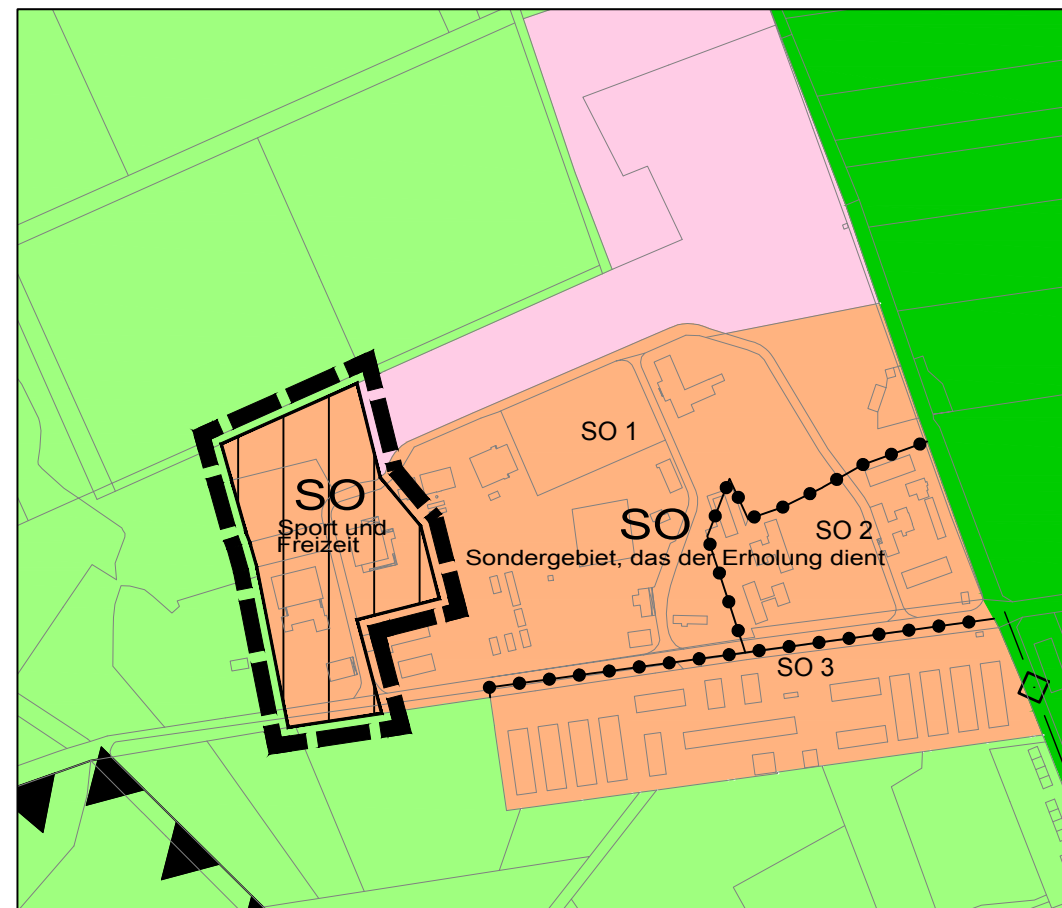 SO 1
SO
Sport und
Freizeit
SO
SO 2
Sondergebiet, das der Erholung dient
SO 3